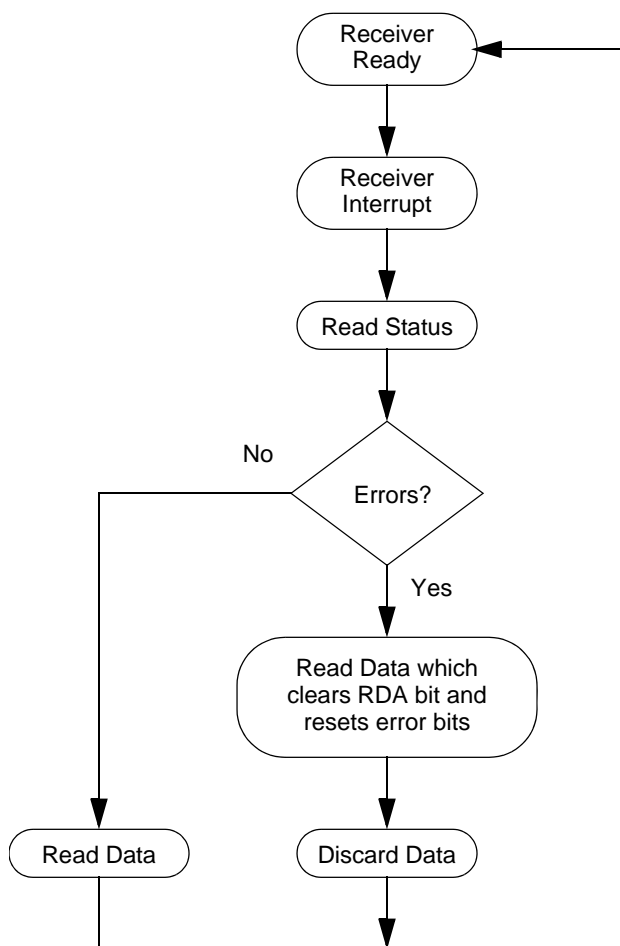 Receiver
Ready
Receiver
Interrupt
Read Status
No
Errors?
Yes
Read Data which
clears RDA bit and
resets error bits
Read Data
Discard Data